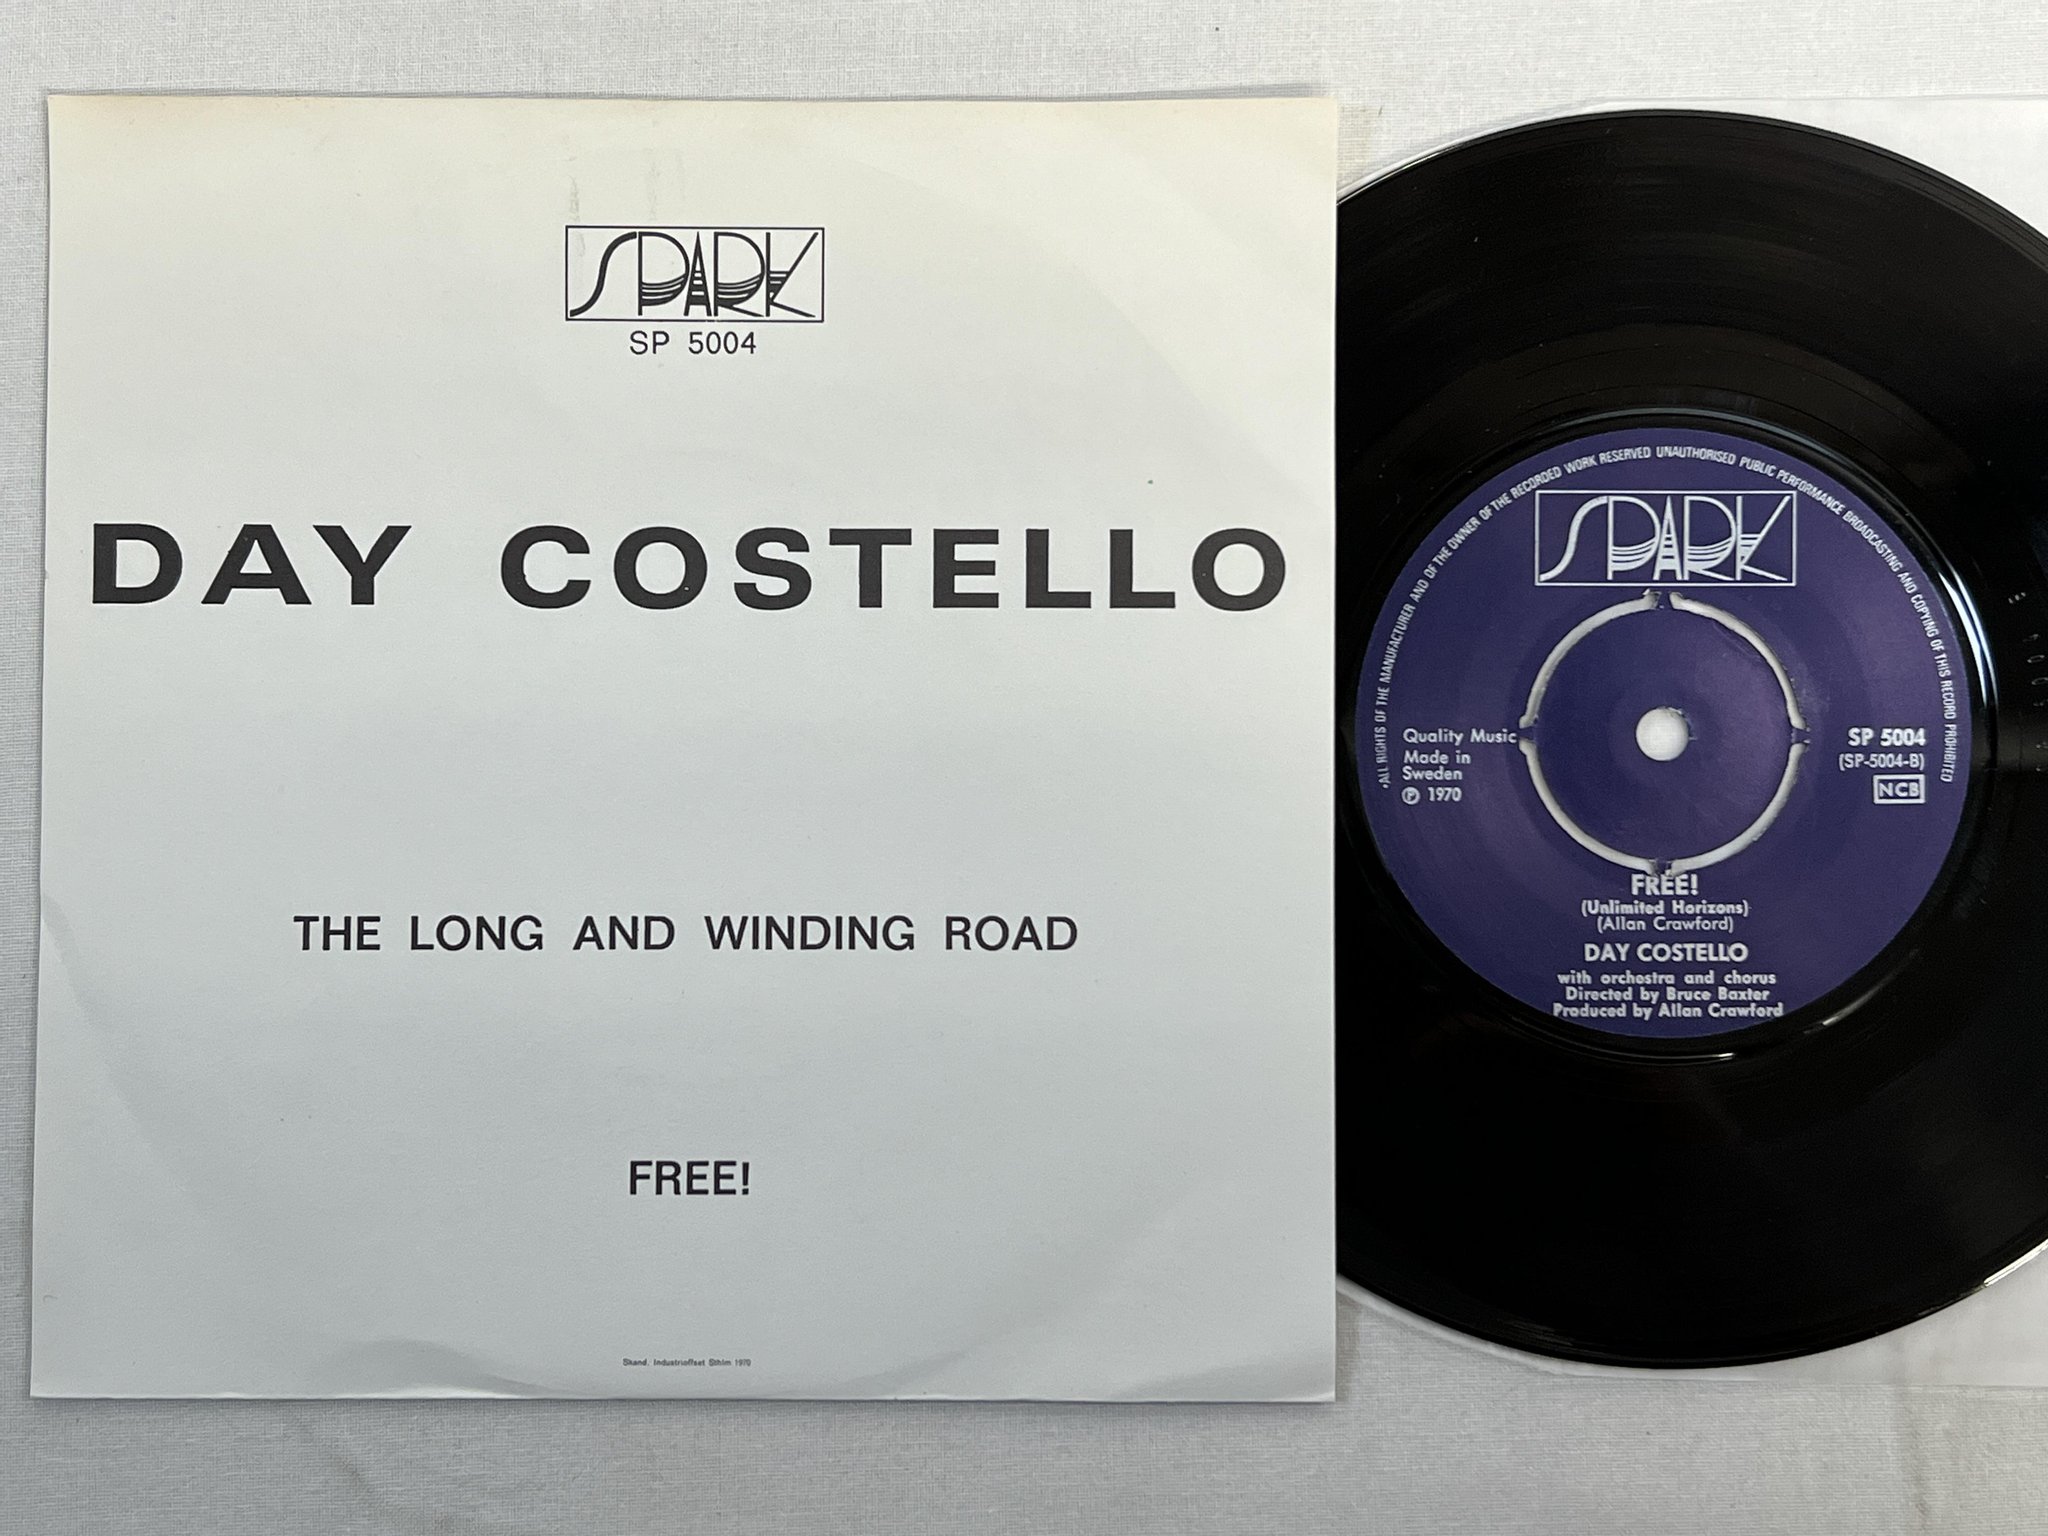 SPARK
SP 5004
DAY COSTELLO
THE LONG AND WINDING ROAD
FREE!
Skand. Industrioffset Sthlm 1970
•ALL RIGHTS OF THE MANUFACTURER AND OF THE OWNER OF THE RECORDED WORK RESERVED UNAUTHORISED PUBLIC PERFORMANCE BROADCASTING AND COPYING OF THIS RECORD PROHIBITED
SPARK
Quality Music
Made in
Sweden
℗ 1970
SP 5004
(SP-5004-B)
NCB
FREE!
(Unlimited Horizons)
(Allan Crawford)
DAY COSTELLO
with orchestra and chorus
Directed by Bruce Baxter
Produced by Allan Crawford